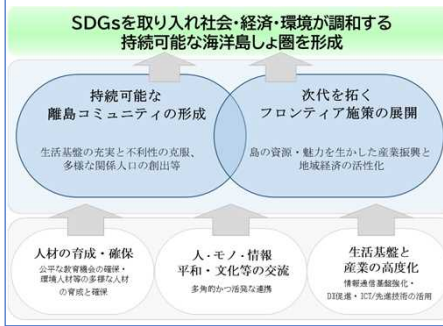 SDGsを取り入れ社会・経済・環境が調和する
持続可能な海洋島しょ圏を形成
持続可能な
離島コミュニティの形成
生活基盤の充実と不利性の克服、
多様な関係人口の創出等
次代を拓く
フロンティア施策の展開
島の資源・魅力を生かした産業振興と
地域経済の活性化
人材の育成・確保
公平な教育機会の確保・
環境人材等の多様な人材
の育成と確保
人・モノ・情報
平和・文化等の交流
多角的かつ活発な連携
生活基盤と
産業の高度化
情報通信基盤強化・
DX促進・ICT/先進技術の活用